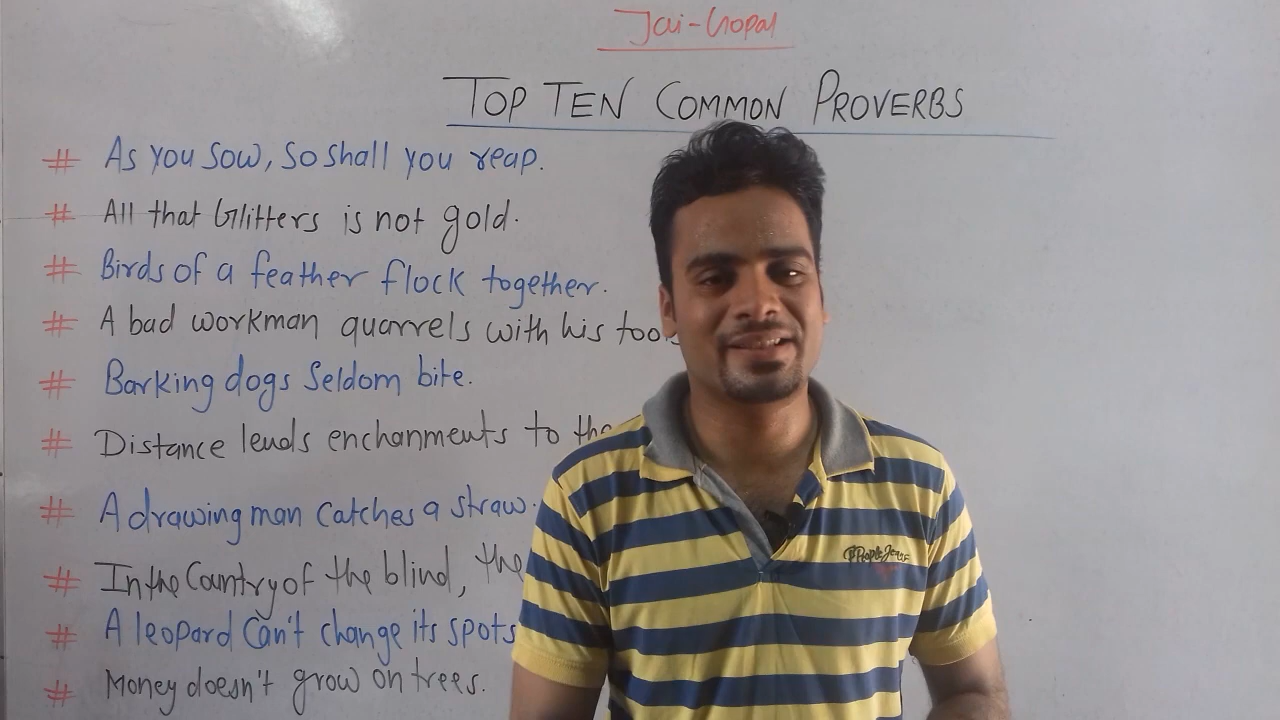 Jai-Gopal
TOP TEN COMMON PROVERBS
# As you sow, so shall you reap.
# All that Glitters is not gold.
# Birds of a feather flock together.
# A bad workman quarrels with his too
# Barking dogs seldom bite.
# Distance lends enchanments to the
# A drawing man catches a straw.
# In the Country of the blind, the
# A leopard can't change its spots
# Money doesn't grow on trees.